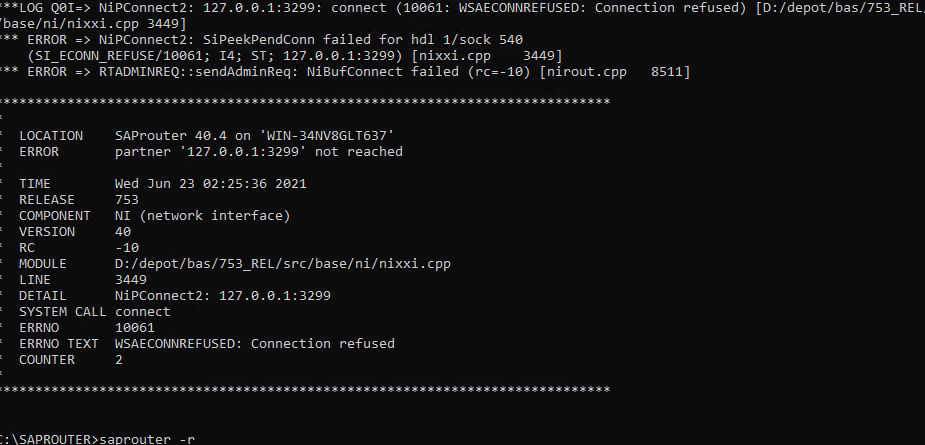 ***LOG Q0I=> NiPConnect2: 127.0.0.1:3299: connect (10061: WSAECONNREFUSED: Connection refused) [D:/depot/bas/753_REL/
/base/ni/nixxi.cpp 3449]
*** ERROR => NiPConnect2: SiPeekPendConn failed for hdl 1/sock 540
(SI_ECONN_REFUSE/10061; I4; ST; 127.0.0.1:3299) [nixxi.cpp    3449]
*** ERROR => RTADMINREQ::sendAdminReq: NiBufConnect failed (rc=-10) [nirout.cpp   8511]
****************************************************************************
*
*  LOCATION    SAProuter 40.4 on 'WIN-34NV8GLT637'
*  ERROR       partner '127.0.0.1:3299' not reached
*
*  TIME        Wed Jun 23 02:25:36 2021
*  RELEASE     753
*  COMPONENT   NI (network interface)
*  VERSION     40
*  RC          -10
*  MODULE      D:/depot/bas/753_REL/src/base/ni/nixxi.cpp
*  LINE        3449
*  DETAIL      NiPConnect2: 127.0.0.1:3299
*  SYSTEM CALL connect
*  ERRNO       10061
*  ERRNO TEXT  WSAECONNREFUSED: Connection refused
*  COUNTER     2
*
****************************************************************************
C:\SAPROUTER>saprouter -r